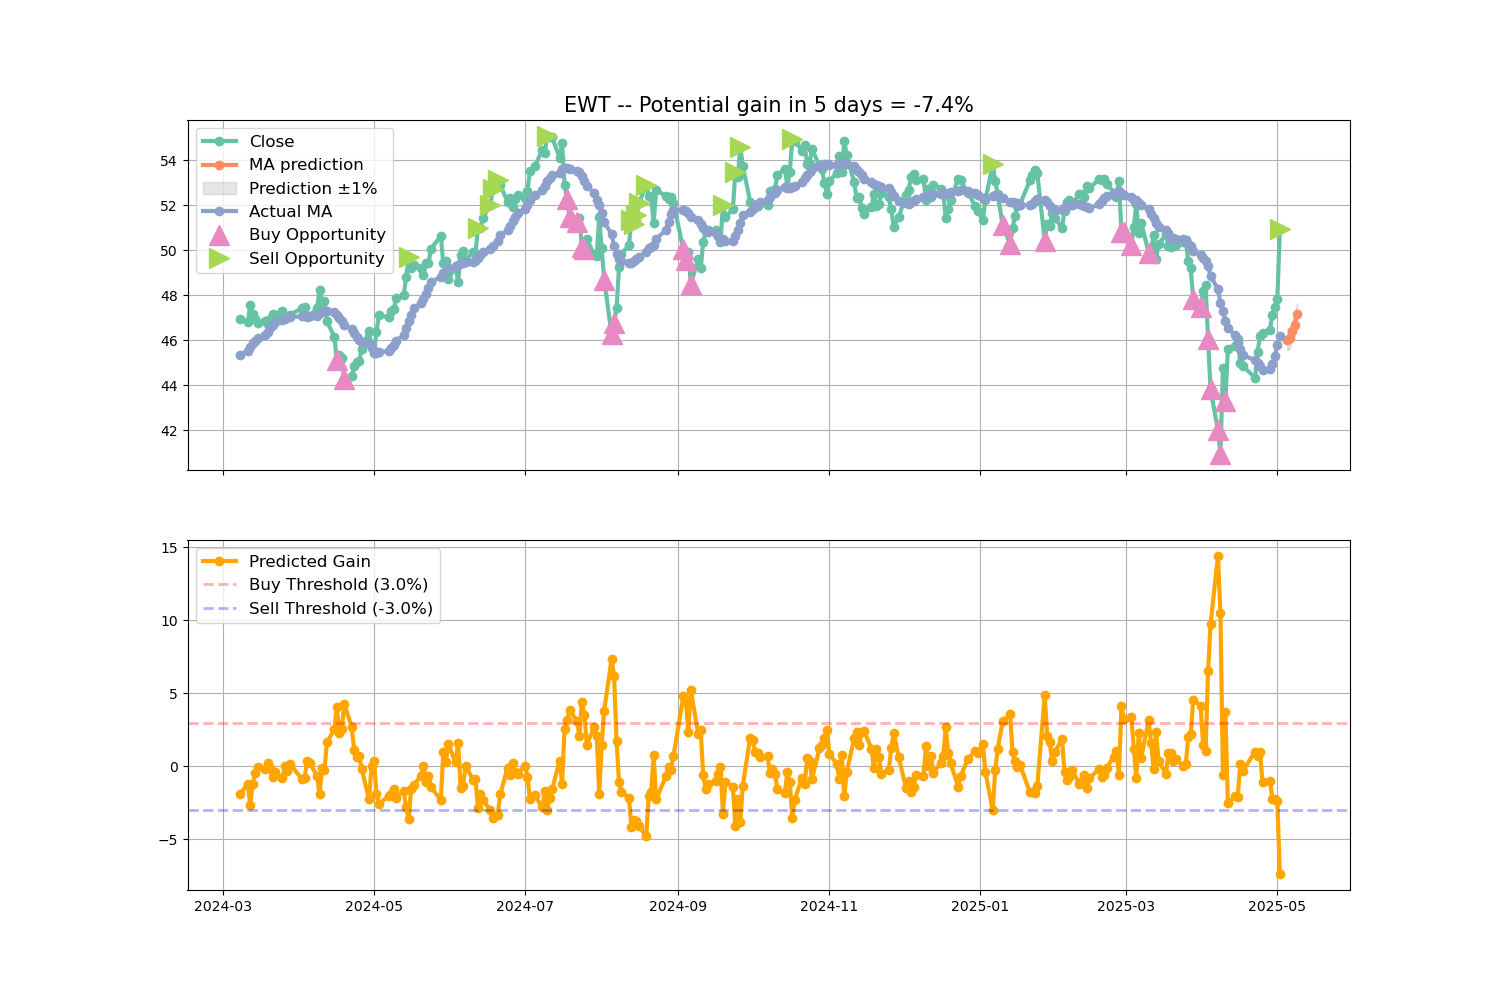 EWT -- Potential gain in 5 days = -7.4%
Close
MA prediction
Prediction ±1%
Actual MA
Buy Opportunity
Sell Opportunity
54
52
50
48
46
44
42
Predicted Gain
Buy Threshold (3.0%)
Sell Threshold (-3.0%)
15
10
5
0
−5
2024-03 2024-05 2024-07 2024-09 2024-11 2025-01 2025-03 2025-05